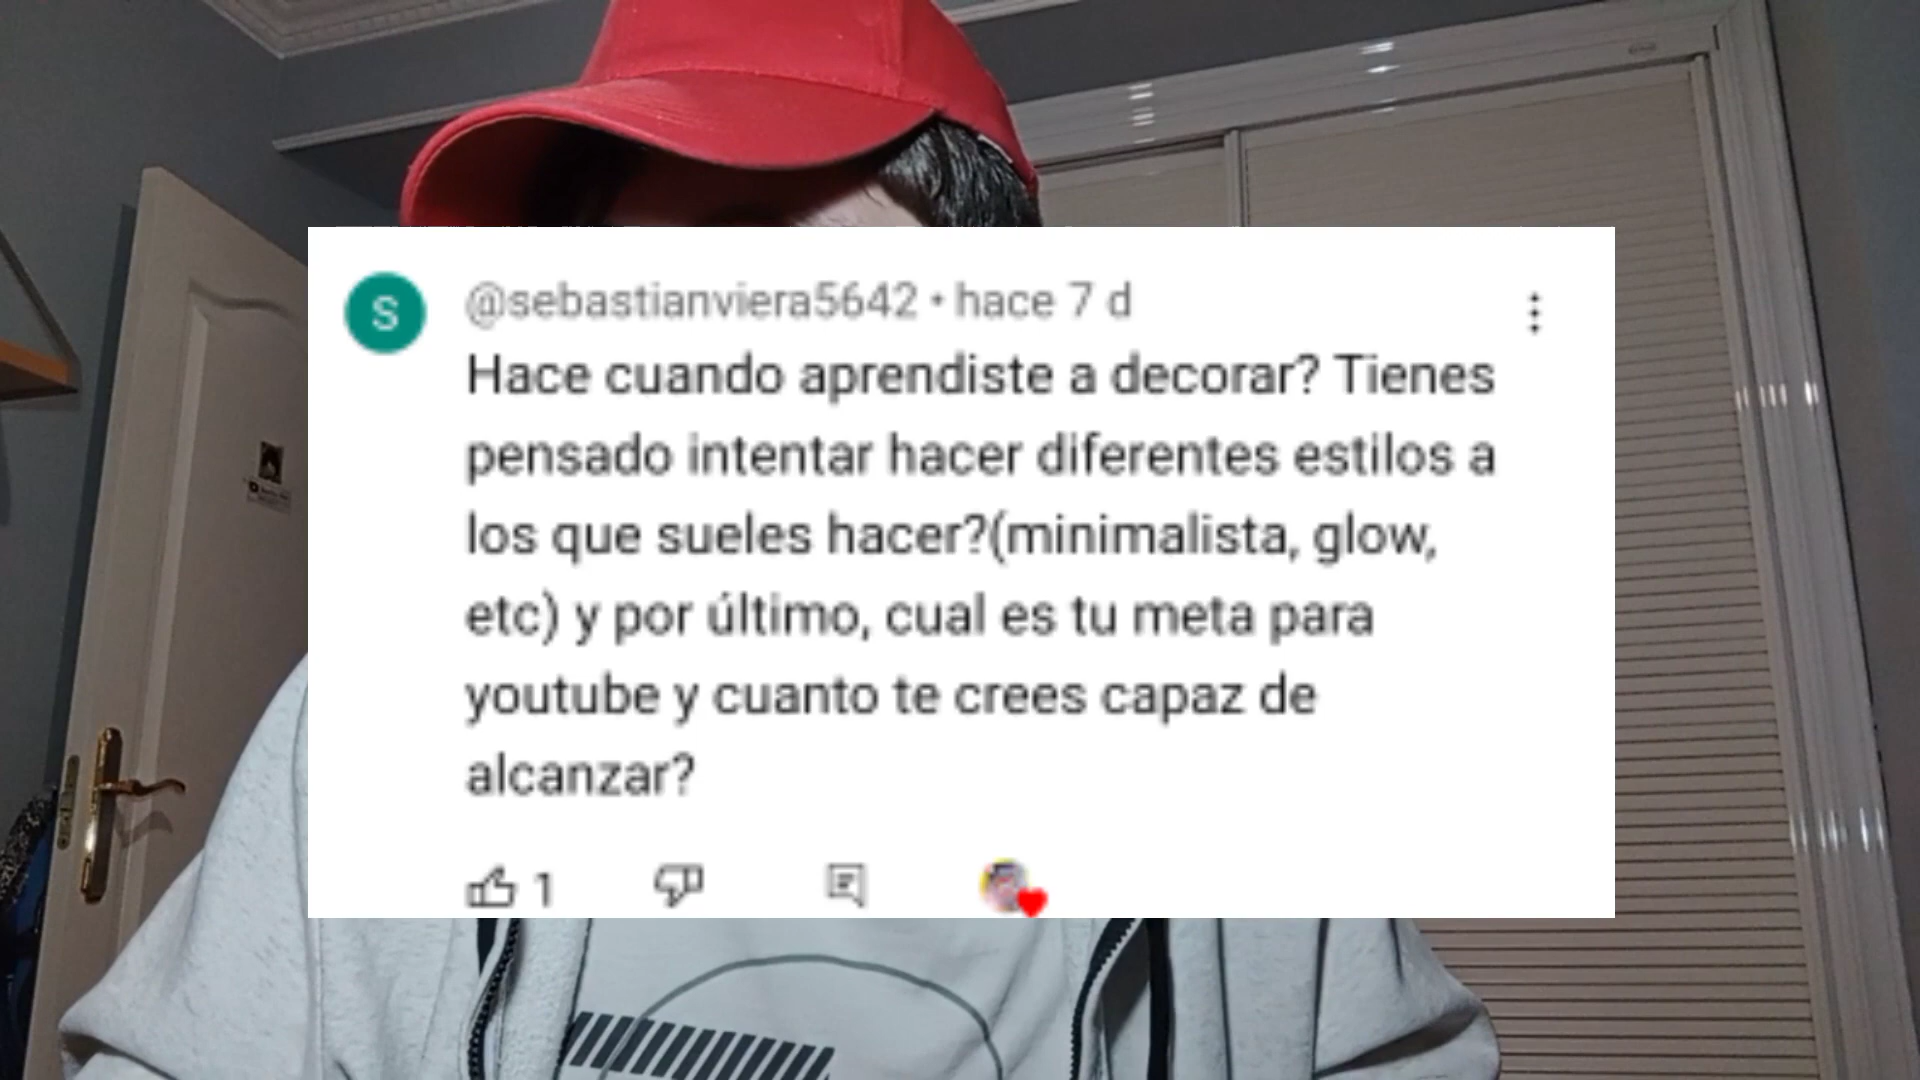 S
@sebastianviera5642 • hace 7 d
Hace cuando aprendiste a decorar? Tienes
pensado intentar hacer diferentes estilos a
los que sueles hacer?(minimalista, glow,
etc) y por último, cual es tu meta para
youtube y cuanto te crees capaz de
alcanzar?
1